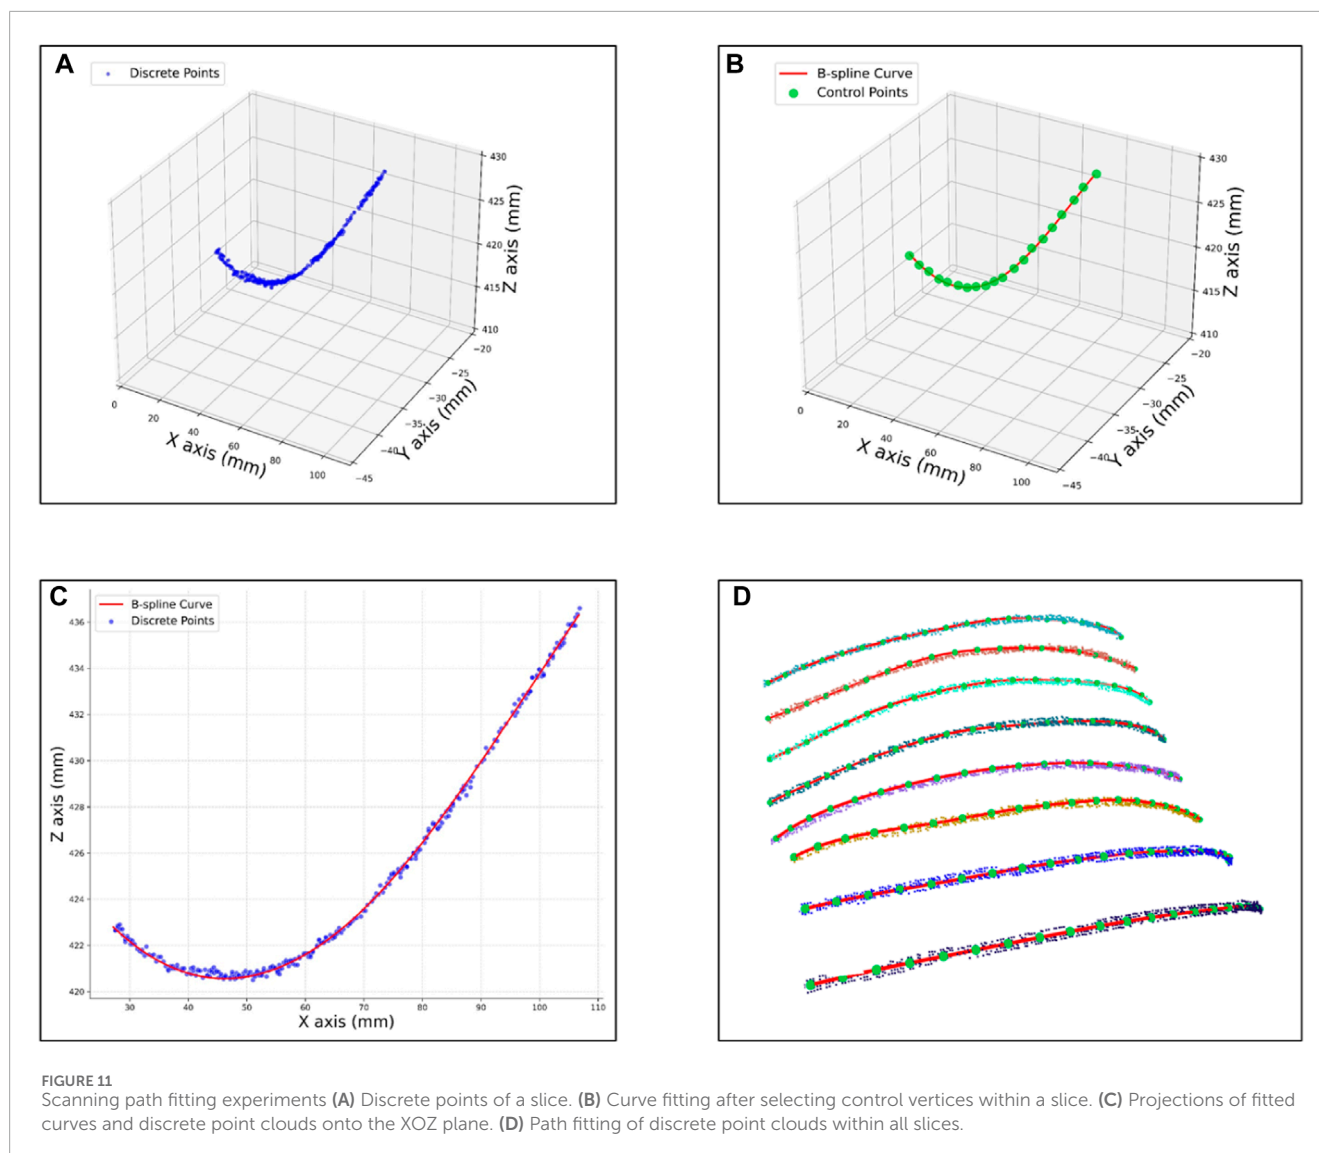 A
Discrete Points
430
425
420
415
410
Z axis (mm)
−20
−25
−30
−35
−40
−45
Y axis (mm)
0
20
40
60
80
100
X axis (mm)
B
B-spline Curve
Control Points
430
425
420
415
410
Z axis (mm)
−20
−25
−30
−35
−40
−45
Y axis (mm)
0
20
40
60
80
100
X axis (mm)
C
B-spline Curve
Discrete Points
436
434
432
430
428
426
424
422
420
Z axis (mm)
30 40 50 60 70 80 90 100 110
X axis (mm)
D
FIGURE 11
Scanning path fitting experiments (A) Discrete points of a slice. (B) Curve fitting after selecting control vertices within a slice. (C) Projections of fitted
curves and discrete point clouds onto the XOZ plane. (D) Path fitting of discrete point clouds within all slices.